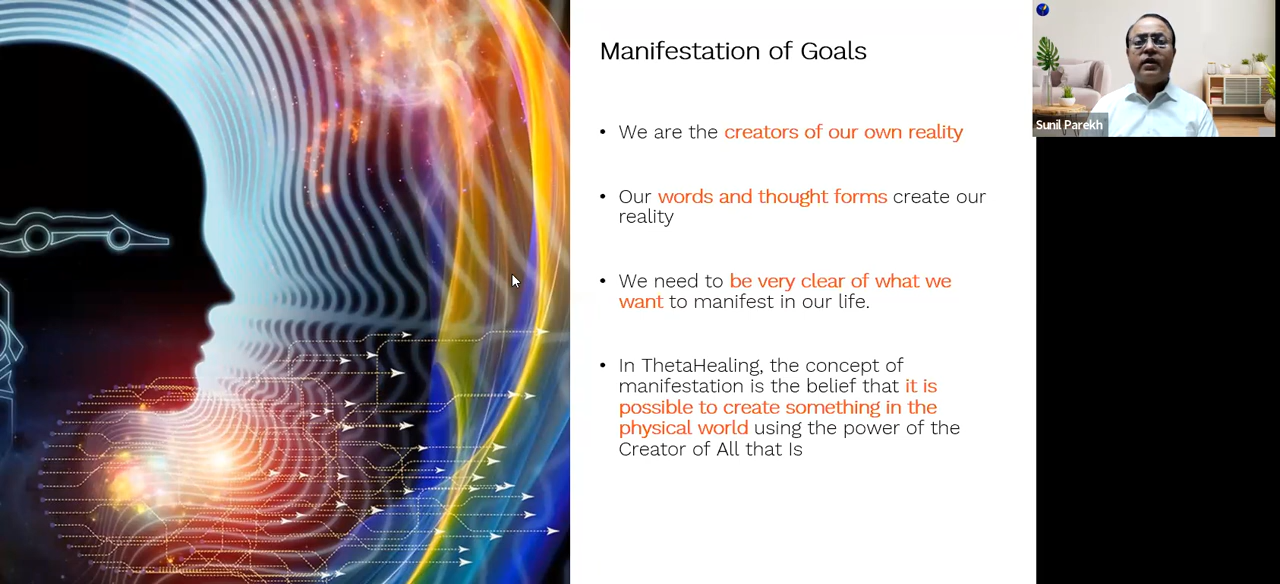 Manifestation of Goals
• We are the creators of our own reality
• Our words and thought forms create our
reality
• We need to be very clear of what we
want to manifest in our life.
• In ThetaHealing, the concept of
manifestation is the belief that it is
possible to create something in the
physical world using the power of the
Creator of All that Is
Sunil Parekh